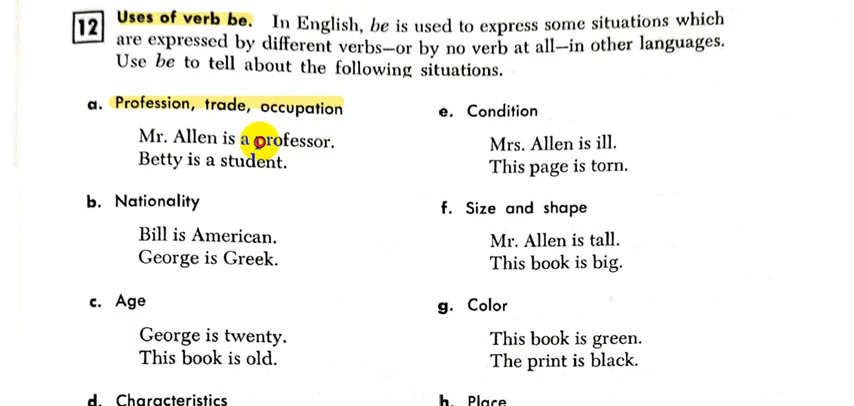 12 Uses of verb be. In English, be is used to express some situations which
are expressed by different verbs—or by no verb at all—in other languages.
Use be to tell about the following situations.
a. Profession, trade, occupation
Mr. Allen is a professor.
Betty is a student.
b. Nationality
Bill is American.
George is Greek.
c. Age
George is twenty.
This book is old.
d. Characteristics
e. Condition
Mrs. Allen is ill.
This page is torn.
f. Size and shape
Mr. Allen is tall.
This book is big.
g. Color
This book is green.
The print is black.
h. Place